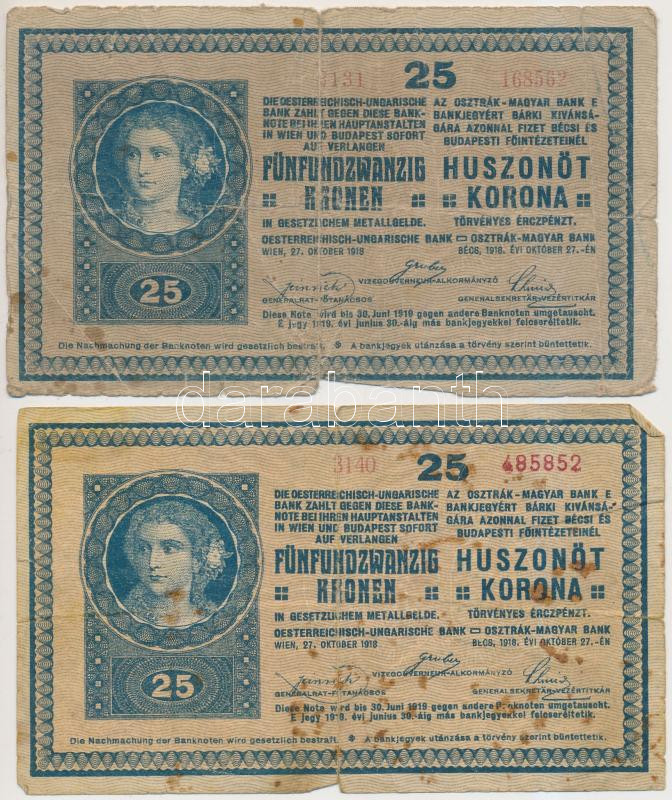 3131 25 168562
DIE OESTERREICHISCH-UNGARISCHE
BANK ZAHLT GEGEN DIESE BANK-
NOTE BEI IHREN HAUPTANSTALTEN
IN WIEN UND BUDAPEST SOFORT
AUF VERLANGEN
FÜNFUNDZWANZIG
KRONEN
IN GESETZLICHEM METALLGELDE.
AZ OSZTRÁK-MAGYAR BANK E
BANKJEGYÉRT BÁRKI KIVÁNSÁ-
GÁRA AZONNAL FIZET BÉCSI ÉS
BUDAPESTI FŐINTÉZETEINÉL
HUSZONÖT
KORONA
TÖRVÉNYES ÉRCZPÉNZT.
OESTERREICHISCH-UNGARISCHE BANK OSZTRÁK-MAGYAR BANK
WIEN, 27. OKTOBER 1918 BÉCS, 1918. ÉVI OKTÓBER 27.-ÉN
Gruber
VIZEGOUVERNEUR-ALKORMÁNYZÓ
GENERALRAT-FŐTANÁCSOS GENERALSEKRETÄR-VEZÉRTITKÁR
Diese Note wird bis 30. Juni 1919 gegen andere Banknoten umgetauscht.
E jegy 1919. évi junius 30.-áig más bankjegyekkel felcseréltetik.
25
Die Nachmachung der Banknoten wird gesetzlich bestraft. A bankjegyek utánzása a törvény szerint büntettetik.
darabanth
3140 25 485852
DIE OESTERREICHISCH-UNGARISCHE
BANK ZAHLT GEGEN DIESE BANK-
NOTE BEI IHREN HAUPTANSTALTEN
IN WIEN UND BUDAPEST SOFORT
AUF VERLANGEN
FÜNFUNDZWANZIG
KRONEN
IN GESETZLICHEM METALLGELDE.
AZ OSZTRÁK-MAGYAR BANK E
BANKJEGYÉRT BÁRKI KIVÁNSÁ-
GÁRA AZONNAL FIZET BÉCSI ÉS
BUDAPESTI FŐINTÉZETEINÉL
HUSZONÖT
KORONA
TÖRVÉNYES ÉRCZPÉNZT.
OESTERREICHISCH-UNGARISCHE BANK OSZTRÁK-MAGYAR BANK
WIEN, 27. OKTOBER 1918 BÉCS, 1918. ÉVI OKTÓBER 27.-ÉN
Gruber
VIZEGOUVERNEUR-ALKORMÁNYZÓ
GENERALRAT-FŐTANÁCSOS GENERALSEKRETÄR-VEZÉRTITKÁR
Diese Note wird bis 30. Juni 1919 gegen andere Banknoten umgetauscht.
E jegy 1919. évi junius 30.-áig más bankjegyekkel felcseréltetik.
25
Die Nachmachung der Banknoten wird gesetzlich bestraft. A bankjegyek utánzása a törvény szerint büntettetik.